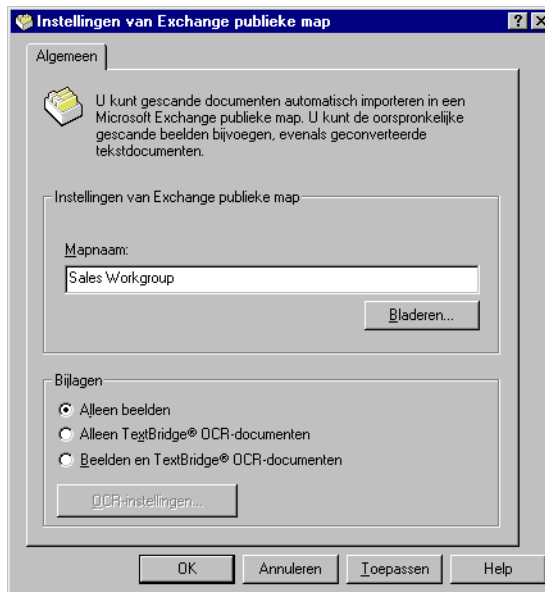 Instellingen van Exchange publieke map
Algemeen
U kunt gescande documenten automatisch importeren in een
Microsoft Exchange publieke map. U kunt de oorspronkelijke
gescande beelden bijvoegen, evenals geconverteerde
tekstdocumenten.
Instellingen van Exchange publieke map
Mapnaam:
Sales Workgroup
Bladeren...
Bijlagen
Alleen beelden
Alleen TextBridge® OCR-documenten
Beelden en TextBridge® OCR-documenten
OCR-instellingen...
OK Annuleren Toepassen Help